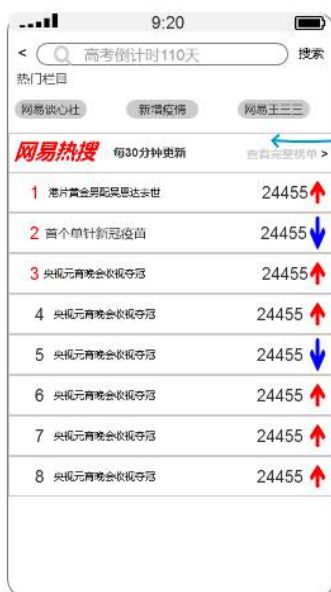 9:20
< 高考倒计时110天 搜索
热门栏目
网易谈心社 新增疫情 网易王三三
网易热搜 每30分钟更新 查看完整榜单 >
1 港片黄金男配吴孟达去世 24455
2 首个单针新冠疫苗 24455
3 央视元宵晚会收视夺冠 24455
4 央视元宵晚会收视夺冠 24455
5 央视元宵晚会收视夺冠 24455
6 央视元宵晚会收视夺冠 24455
7 央视元宵晚会收视夺冠 24455
8 央视元宵晚会收视夺冠 24455